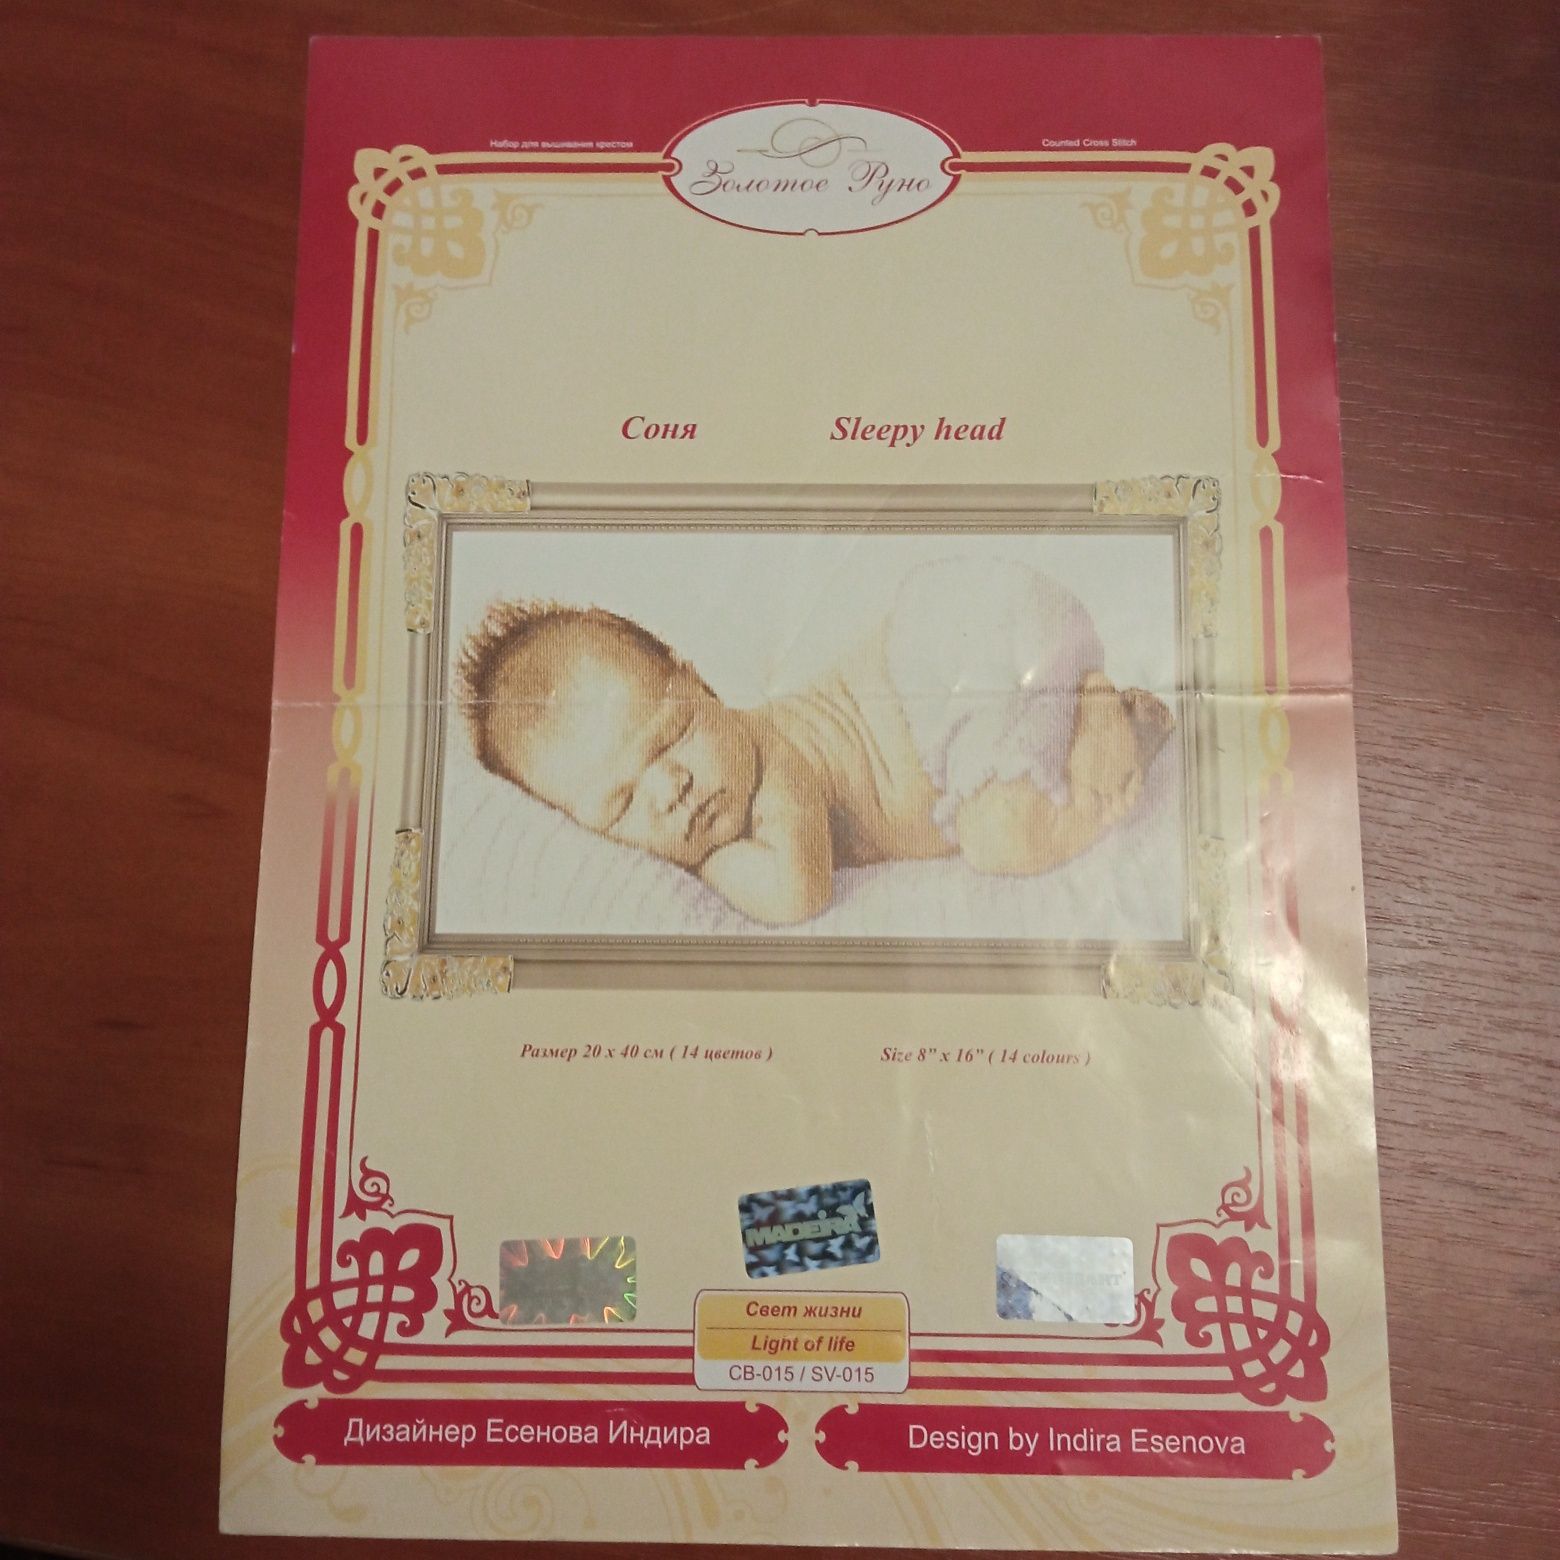 Набор для вышивания крестом
Counted Cross Stitch
Золотое Руно
Соня
Sleepy head
Размер 20 х 40 см ( 14 цветов )
Size 8” x 16” ( 14 colours )
MADEIRA
Свет жизни
Light of life
СВ-015 / SV-015
Дизайнер Есенова Индира
Design by Indira Esenova